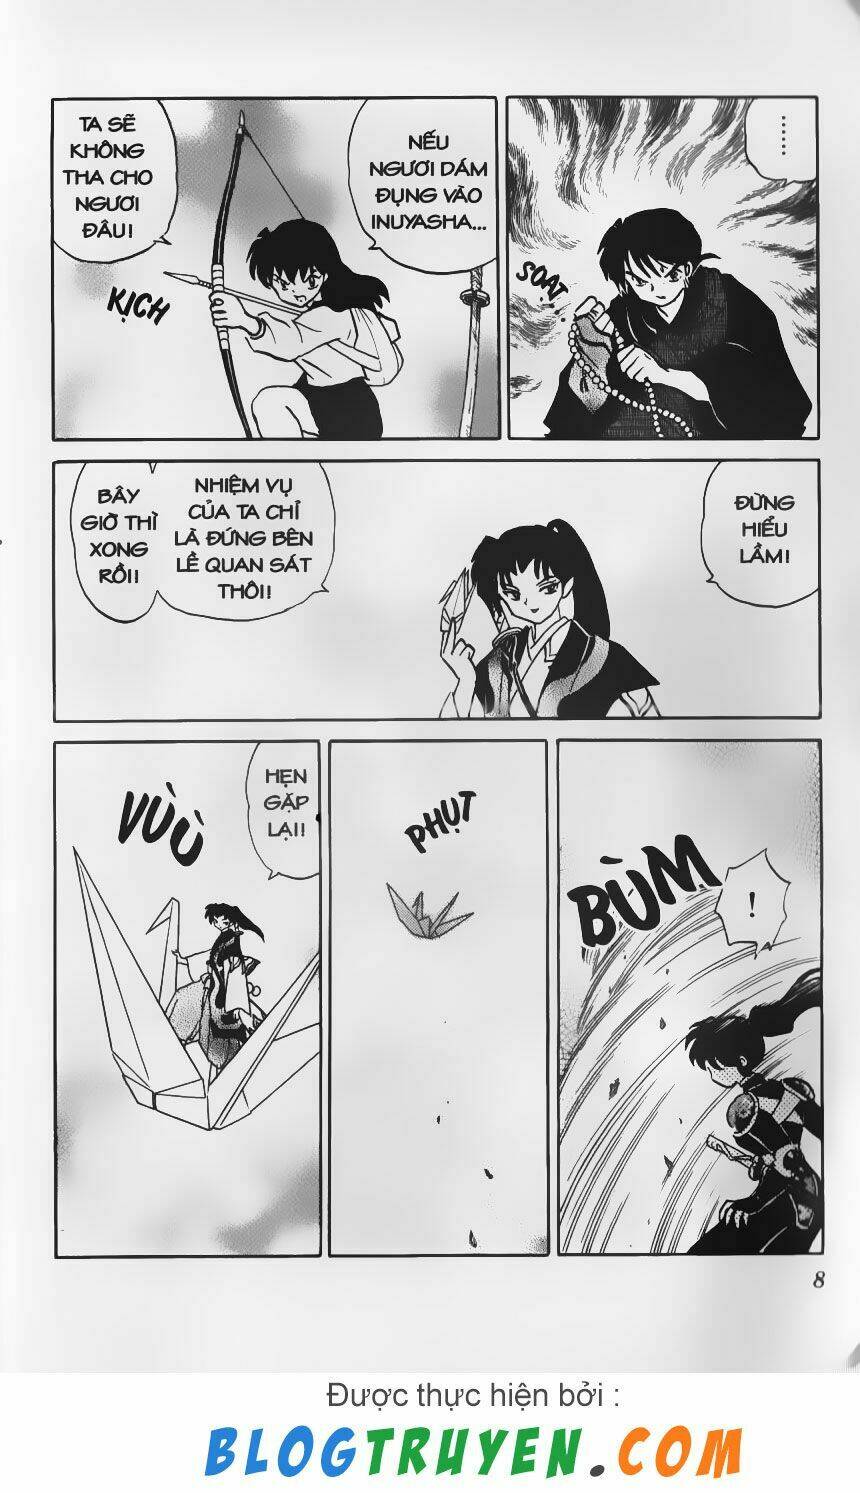 ......
SOẠT...
NẾU
NGƯƠI DÁM
ĐỤNG VÀO
INUYASHA...
TA SẼ
KHÔNG
THA CHO
NGƯƠI
ĐÂU!
KỊCH
ĐỪNG
HIỂU
LẦM!
NHIỆM VỤ
CỦA TA CHỈ
LÀ ĐỨNG BÊN
LỀ QUAN SÁT
THÔI!
BÂY
GIỜ THÌ
XONG
RỒI!
!
BÙM
PHỤT
HẸN
GẶP
LẠI!
VÙÙ
8
Được thực hiện bởi :
BLOGTRUYEN.COM